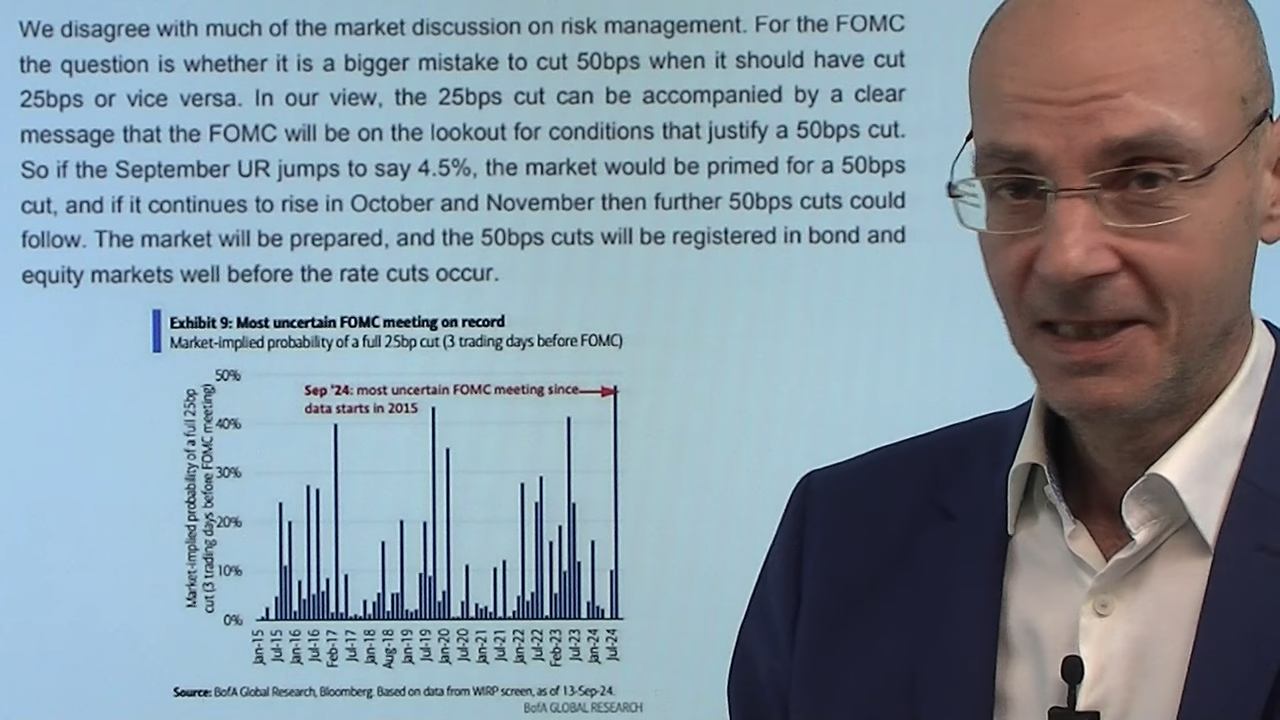 We disagree with much of the market discussion on risk management. For the FOMC
the question is whether it is a bigger mistake to cut 50bps when it should have cut
25bps or vice versa. In our view, the 25bps cut can be accompanied by a clear
message that the FOMC will be on the lookout for conditions that justify a 50bps cut.
So if the September UR jumps to say 4.5%, the market would be primed for a 50bps
cut, and if it continues to rise in October and November then further 50bps cuts could
follow. The market will be prepared, and the 50bps cuts will be registered in bond and
equity markets well before the rate cuts occur.
Exhibit 9: Most uncertain FOMC meeting on record
Market-implied probability of a full 25bp cut (3 trading days before FOMC)
Market-implied probability of a full 25bp
cut (3 trading days before FOMC meeting)
50%
40%
30%
20%
10%
0%
Sep '24: most uncertain FOMC meeting since
data starts in 2015
Jan-15
Jul-15
Jan-16
Jul-16
Feb-17
Jul-17
Jan-18
Aug-18
Jan-19
Jul-19
Jan-20
Jul-20
Jan-21
Jul-21
Jan-22
Jul-22
Feb-23
Jul-23
Jan-24
Jul-24
Source: BofA Global Research, Bloomberg. Based on data from WIRP screen, as of 13-Sep-24.
BofA GLOBAL RESEARCH